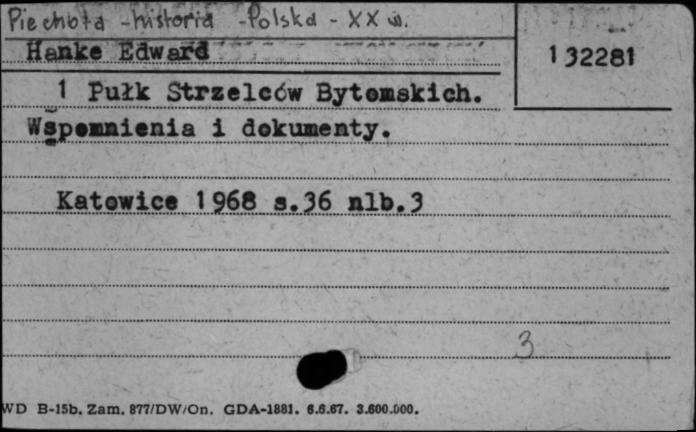 Piechota - historia - Polska - XX w.
Hanke Edward
132281
1 Pułk Strzelców Bytomskich.
Wspomnienia i dokumenty.
Katowice 1968 s.36 nlb.3
3
WD B-15b. Zam. 877/DW/On. GDA-1881. 6.6.67. 3.600.000.